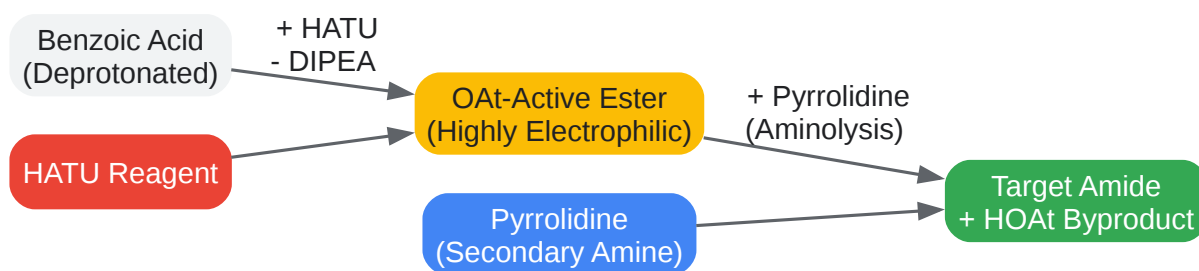 Benzoic Acid
(Deprotonated)
+ HATU
- DIPEA
HATU Reagent
OAt-Active Ester
(Highly Electrophilic)
+ Pyrrolidine
(Aminolysis)
Pyrrolidine
(Secondary Amine)
Target Amide
+ HOAt Byproduct